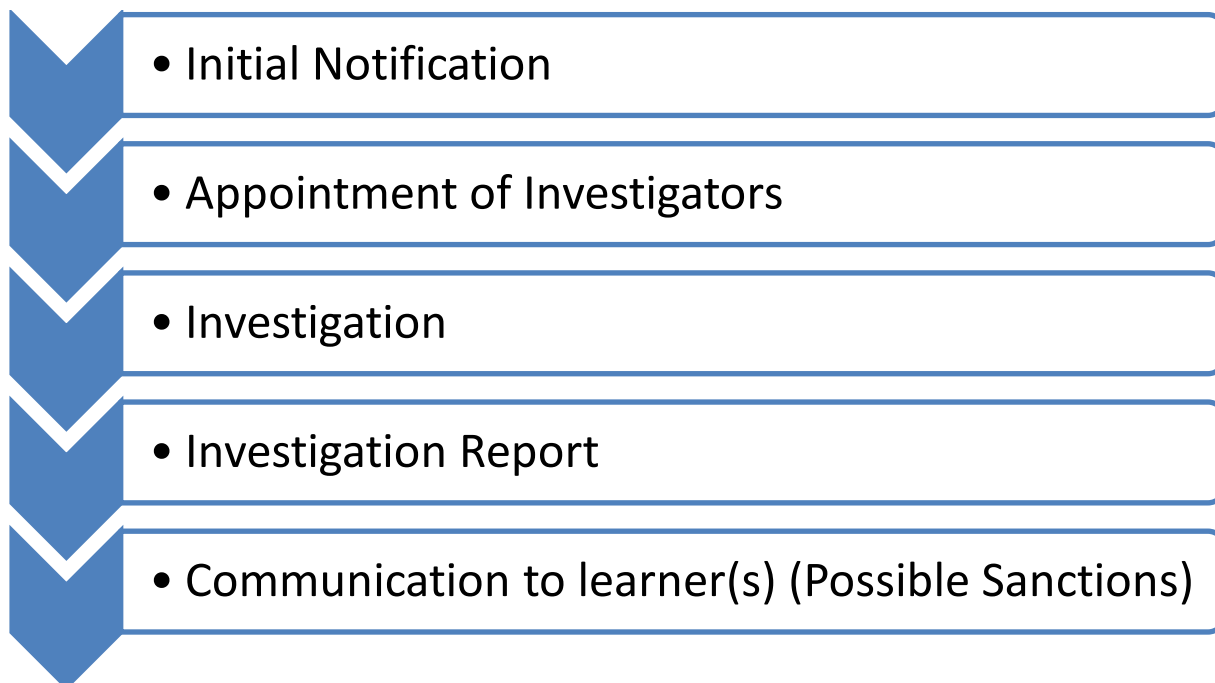 • Initial Notification
• Appointment of Investigators
• Investigation
• Investigation Report
• Communication to learner(s) (Possible Sanctions)